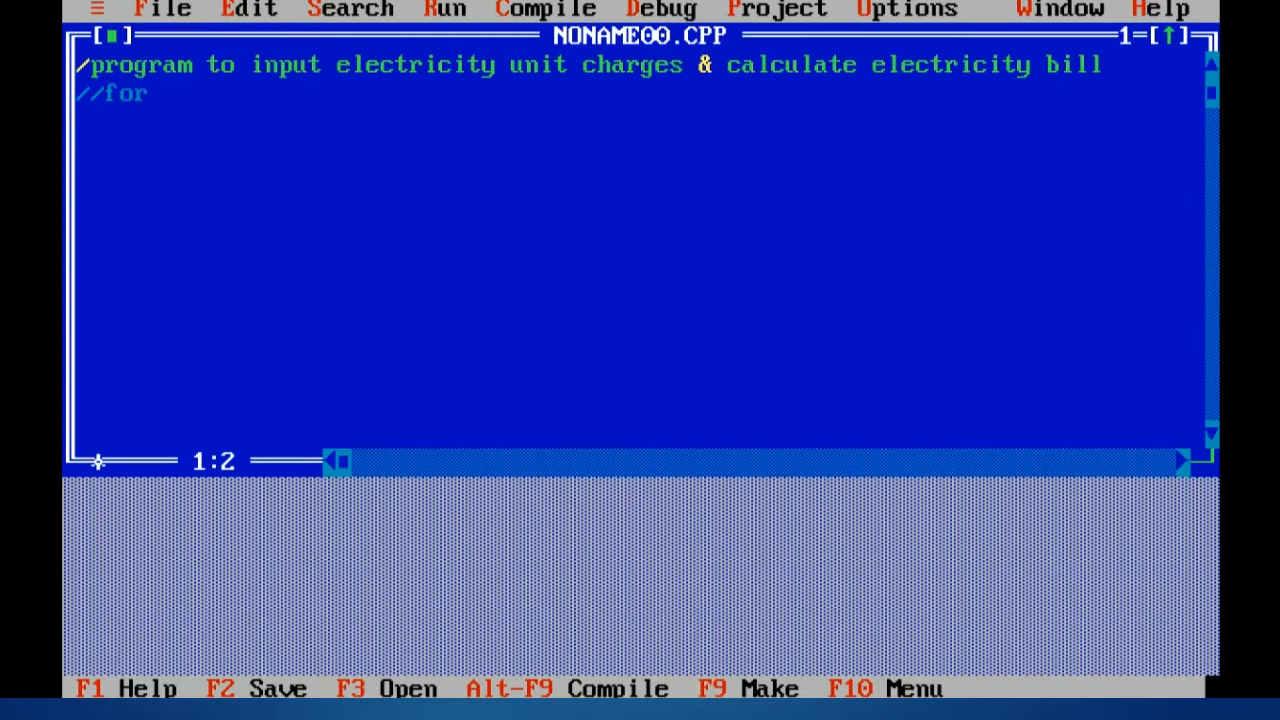 ≡ File Edit Search Run Compile Debug Project Options Window Help
[■] NONAME00.CPP 1=[↑]
/program to input electricity unit charges & calculate electricity bill
//for
1:2
F1 Help F2 Save F3 Open Alt-F9 Compile F9 Make F10 Menu